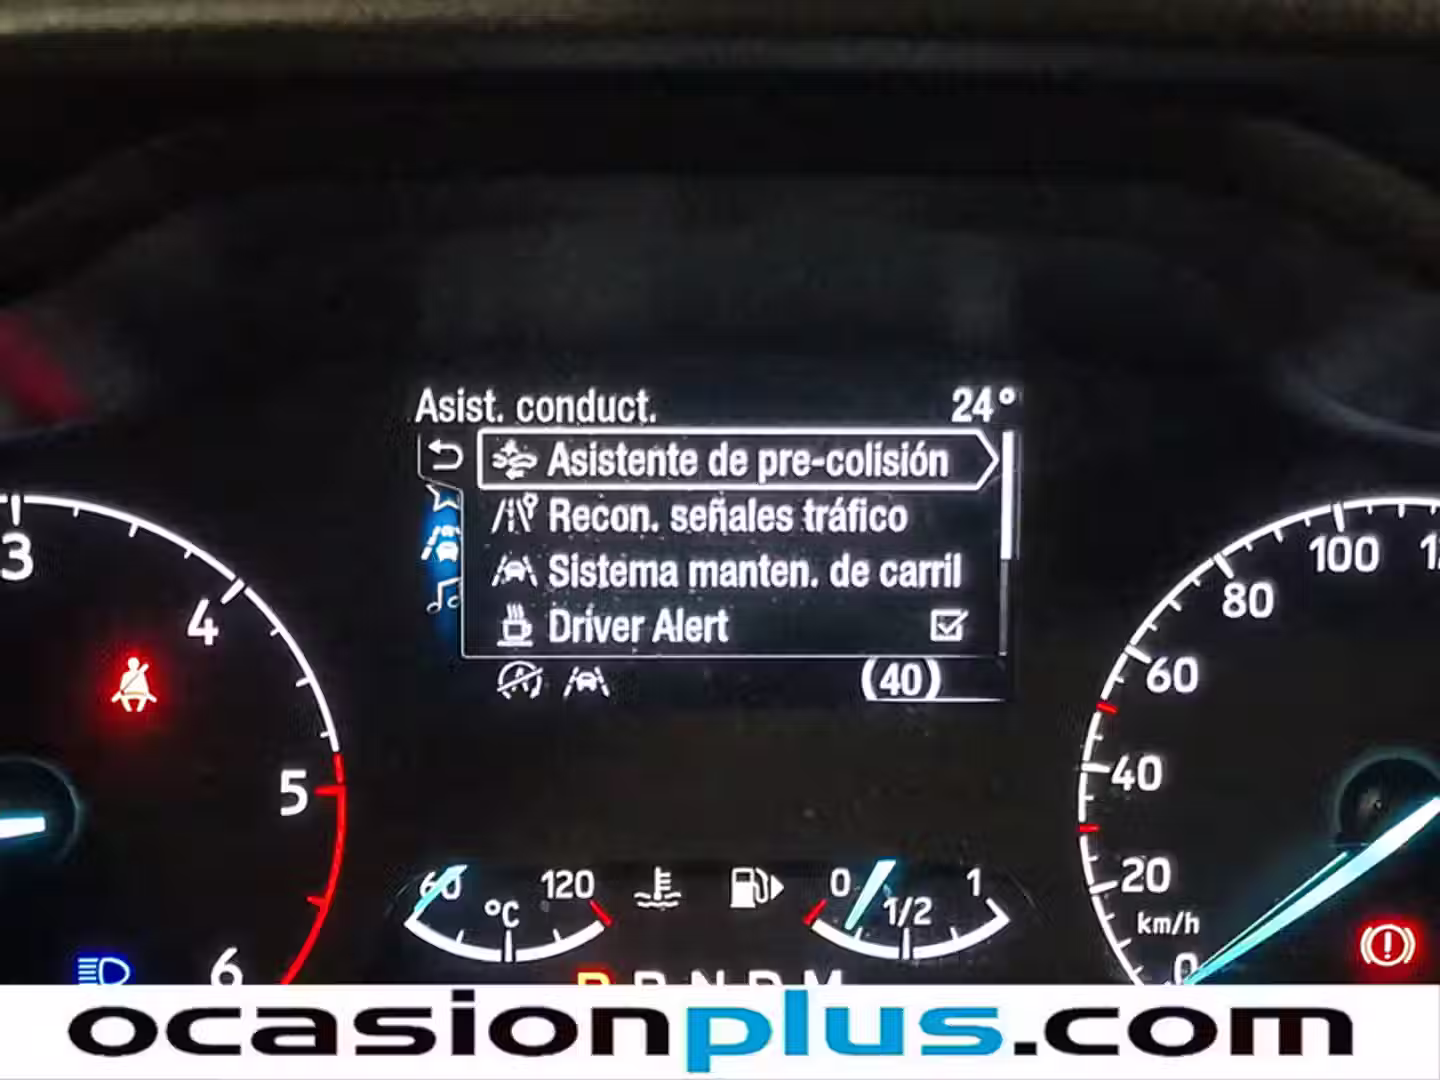 Asist. conduct. 24°
Asistente de pre-colisión
Recon. señales tráfico
Sistema manten. de carril
Driver Alert
(40)
3
4
5
6
60 120
°C
0 1/2 1
100
80
60
40
20
km/h
0
P R N D M
ocasionplus.com